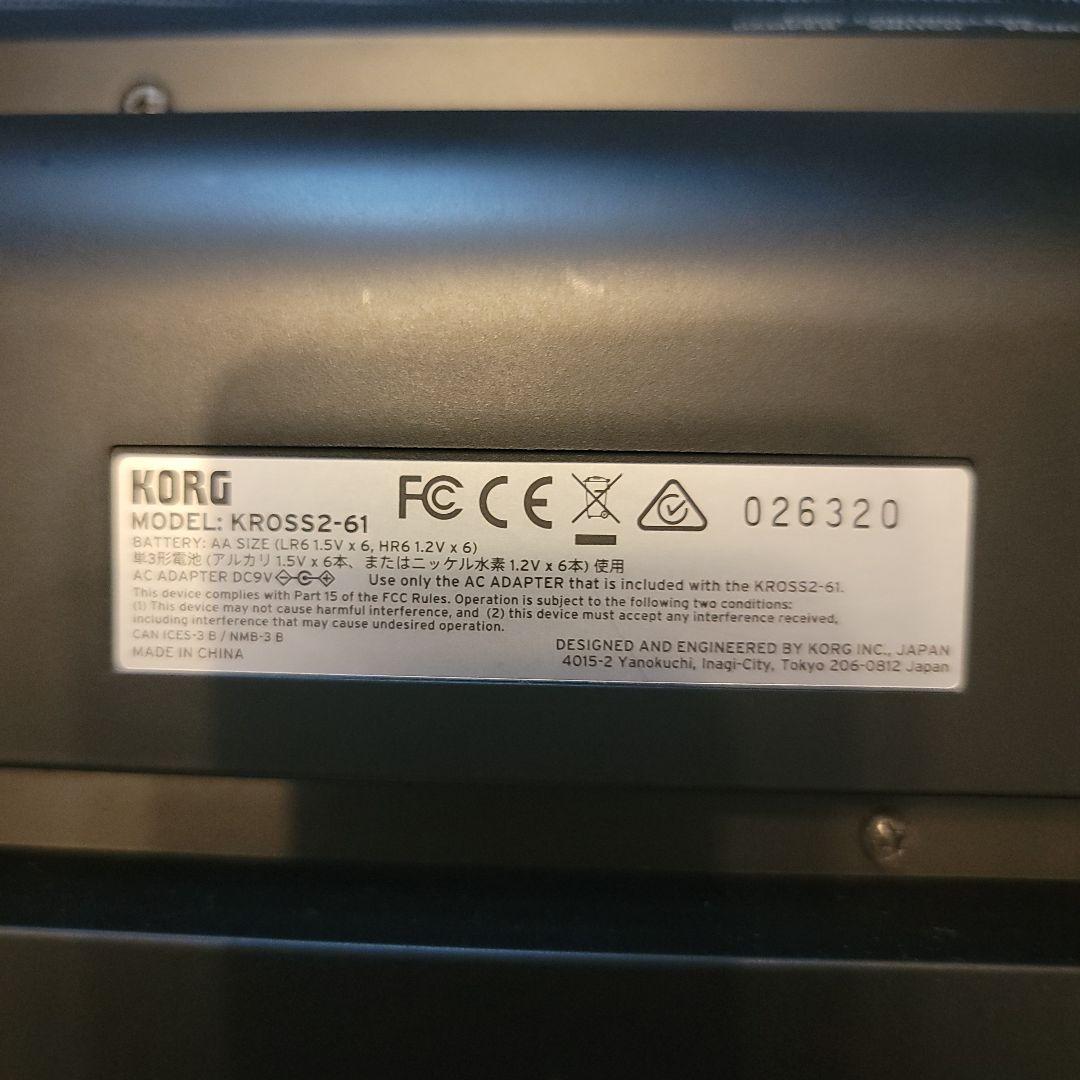 KORG
MODEL: KROSS2-61
FC CE
026320
BATTERY: AA SIZE (LR6 1.5V x 6, HR6 1.2V x 6)
単3形電池 (アルカリ 1.5V x 6本、またはニッケル水素 1.2V x 6本) 使用
AC ADAPTER DC9V Use only the AC ADAPTER that is included with the KROSS2-61.
This device complies with Part 15 of the FCC Rules. Operation is subject to the following two conditions:
(1) This device may not cause harmful interference, and (2) this device must accept any interference received,
including interference that may cause undesired operation.
CAN ICES-3 B / NMB-3 B
MADE IN CHINA
DESIGNED AND ENGINEERED BY KORG INC., JAPAN
4015-2 Yanokuchi, Inagi-City, Tokyo 206-0812 Japan